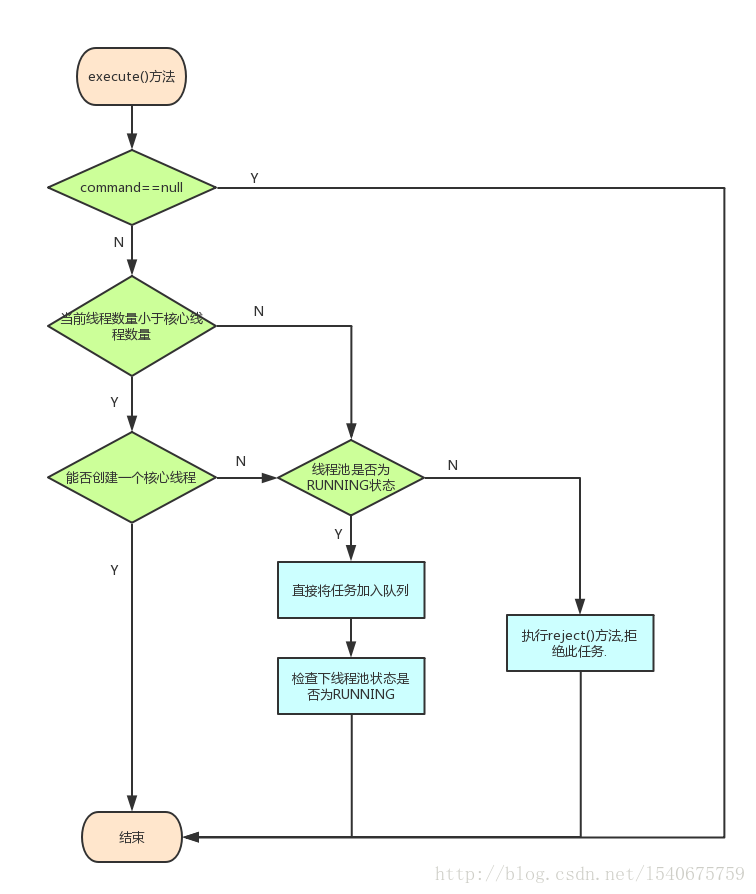 execute()方法
command==null
Y
N
当前线程数量小于核心线
程数量
N
Y
能否创建一个核心线程
N
线程池是否为
RUNNING状态
N
Y
Y
直接将任务加入队列
执行reject()方法,拒
绝此任务.
检查下线程池状态是
否为RUNNING
结束
http://blog.csdn.net/1540675759